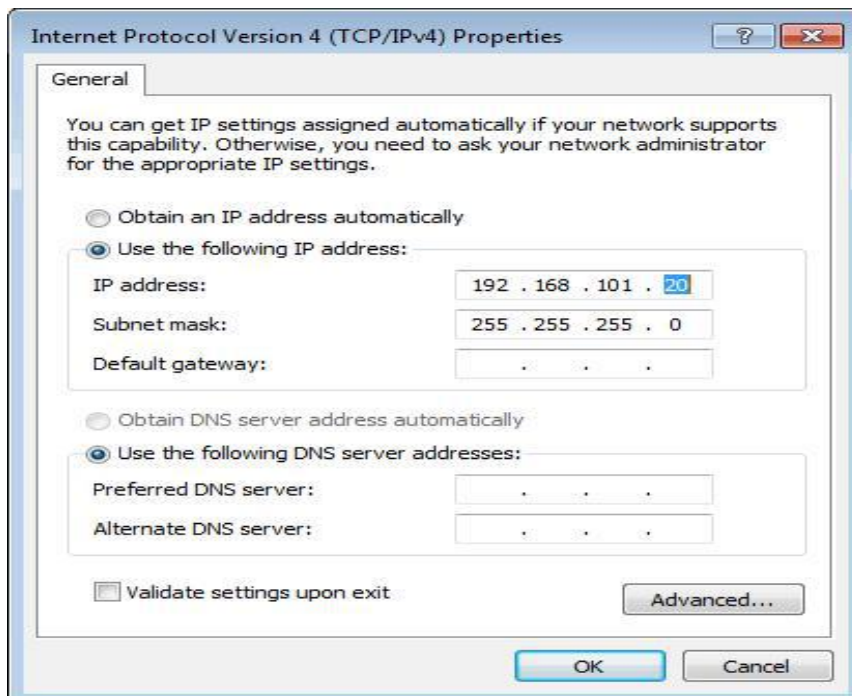 Internet Protocol Version 4 (TCP/IPv4) Properties
?
General
You can get IP settings assigned automatically if your network supports
this capability. Otherwise, you need to ask your network administrator
for the appropriate IP settings.
Obtain an IP address automatically
Use the following IP address:
IP address: 192 . 168 . 101 . 20
Subnet mask: 255 . 255 . 255 . 0
Default gateway: . . .
Obtain DNS server address automatically
Use the following DNS server addresses:
Preferred DNS server: . . .
Alternate DNS server: . . .
Validate settings upon exit
Advanced...
OK Cancel